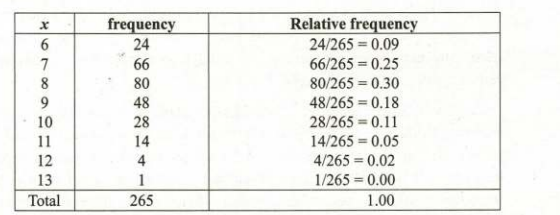 x frequency Relative frequency
6 24 24/265 = 0.09
7 66 66/265 = 0.25
8 80 80/265 = 0.30
9 48 48/265 = 0.18
10 28 28/265 = 0.11
11 14 14/265 = 0.05
12 4 4/265 = 0.02
13 1 1/265 = 0.00
Total 265 1.00